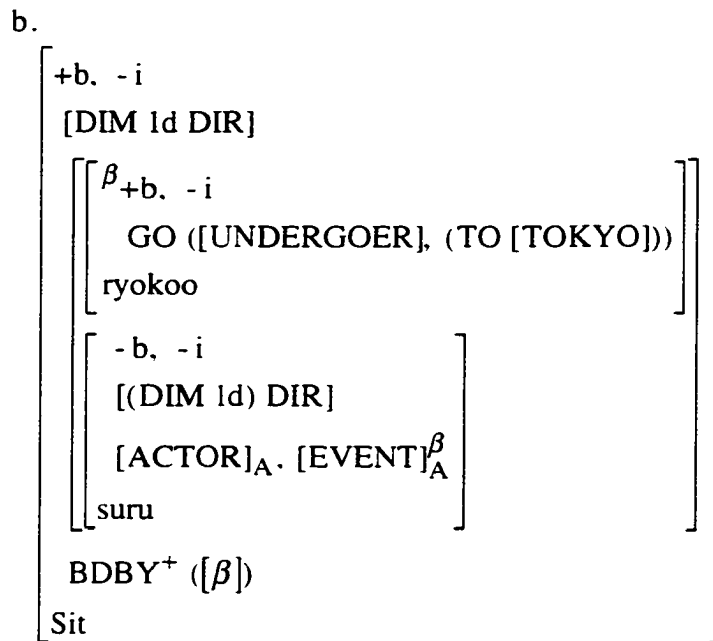 b.
+b, -i
[DIM 1d DIR]
β+b, -i
GO ([UNDERGOER], (TO [TOKYO]))
ryokoo
-b, -i
[(DIM 1d) DIR]
[ACTOR]A, [EVENT]βA
suru
BDBY+ ([β])
Sit